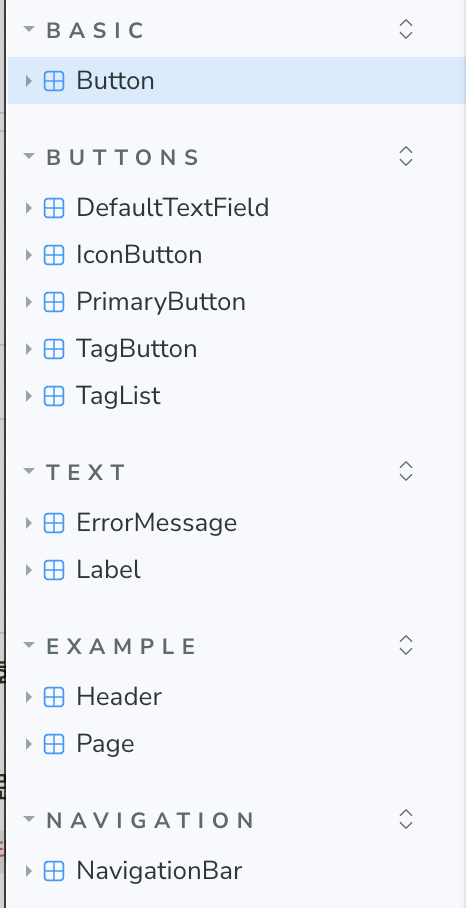 BASIC
Button
BUTTONS
DefaultTextField
IconButton
PrimaryButton
TagButton
TagList
TEXT
ErrorMessage
Label
EXAMPLE
Header
Page
NAVIGATION
NavigationBar